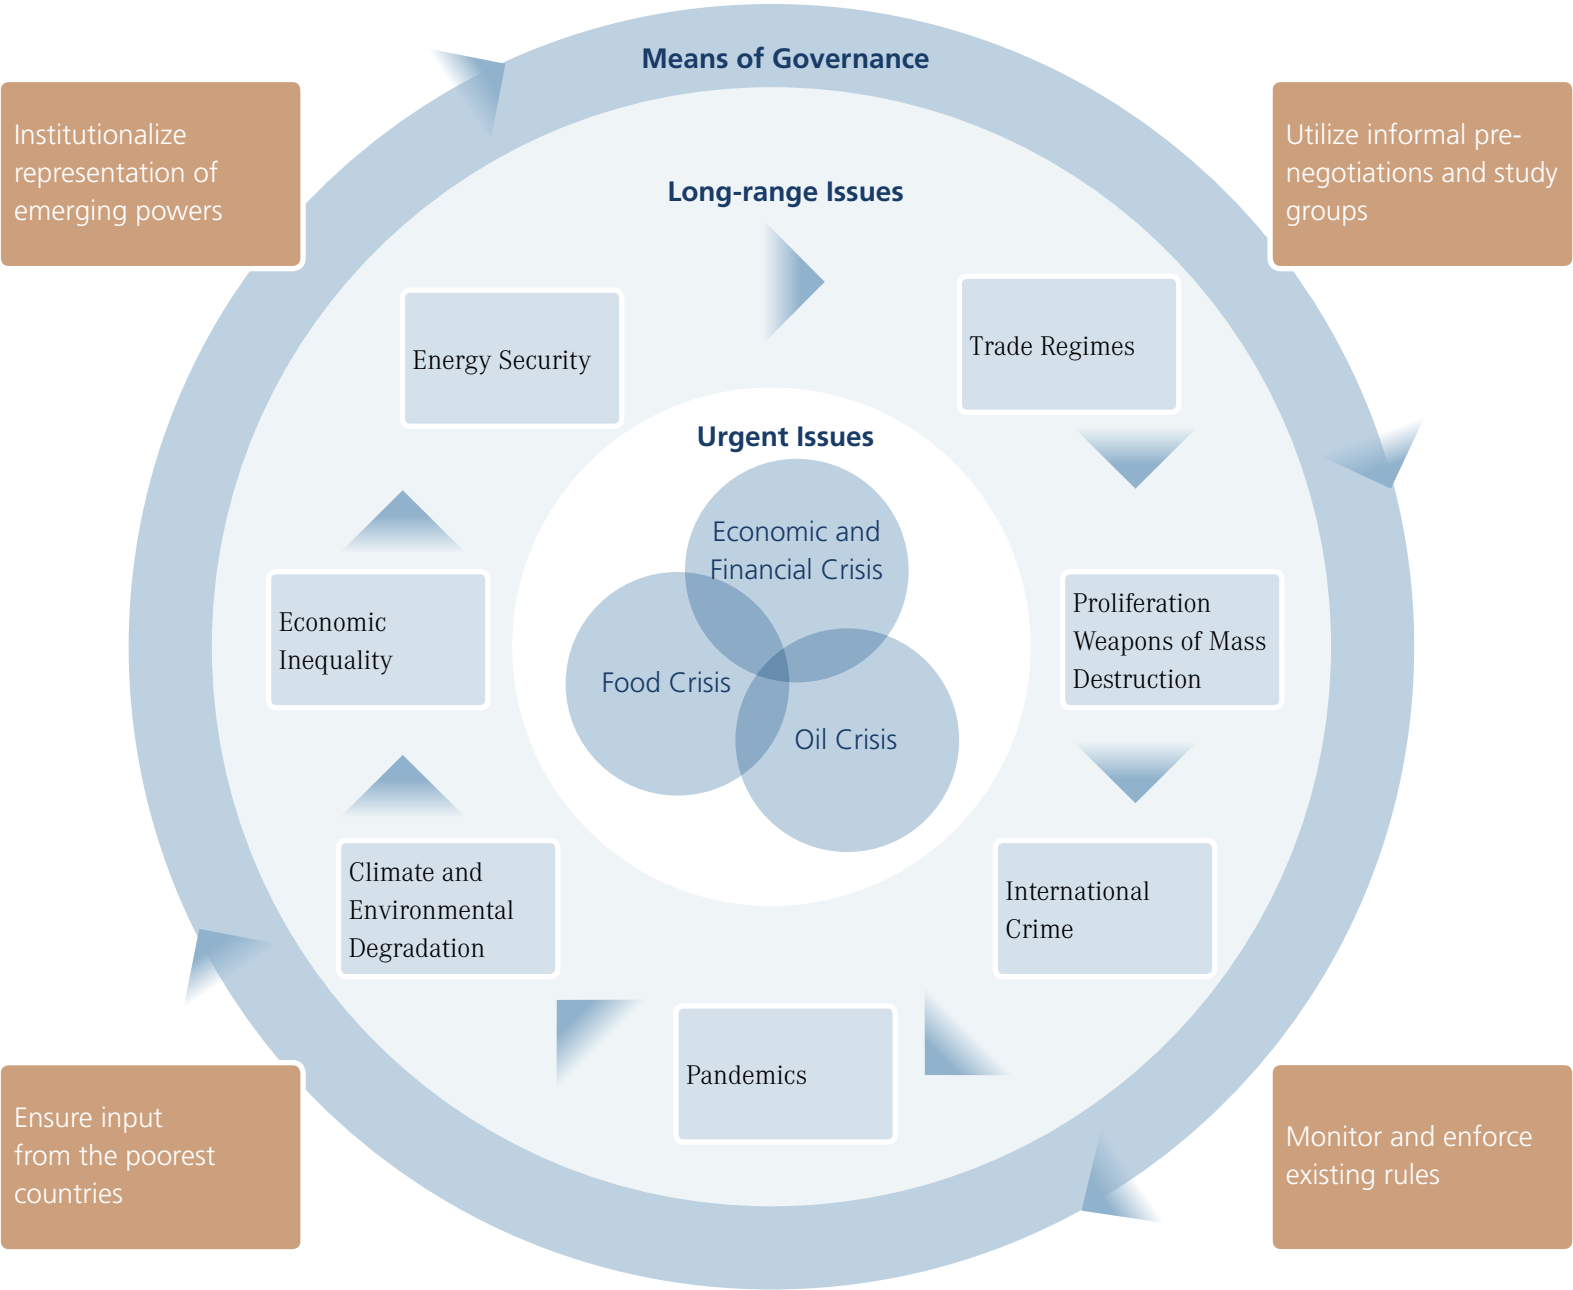 Means of Governance
Institutionalize
representation of
emerging powers
Utilize informal pre-
negotiations and study
groups
Long-range Issues
Energy Security
Trade Regimes
Urgent Issues
Economic and
Financial Crisis
Food Crisis
Oil Crisis
Economic
Inequality
Proliferation
Weapons of Mass
Destruction
Climate and
Environmental
Degradation
International
Crime
Pandemics
Ensure input
from the poorest
countries
Monitor and enforce
existing rules